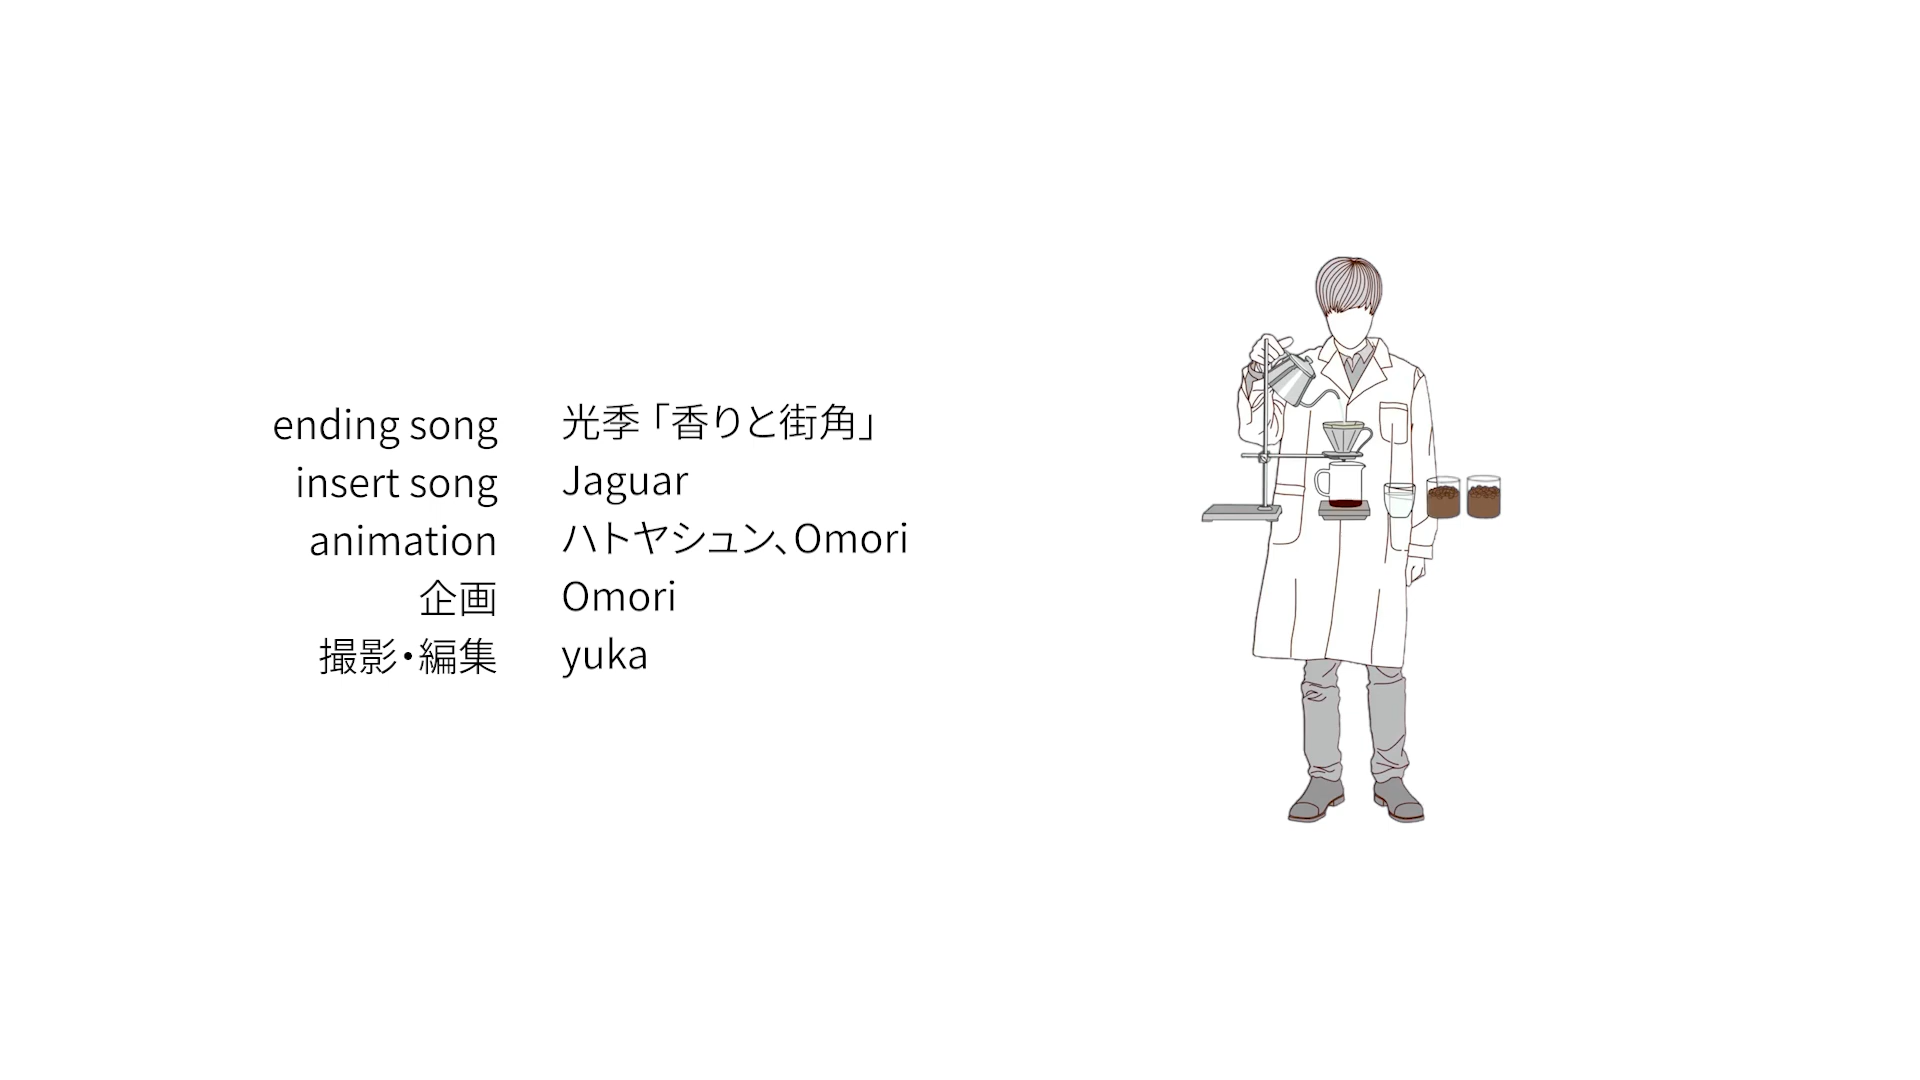 ending song 光季「香りと街角」
insert song Jaguar
animation ハトヤシュン、Omori
企画 Omori
撮影・編集 yuka